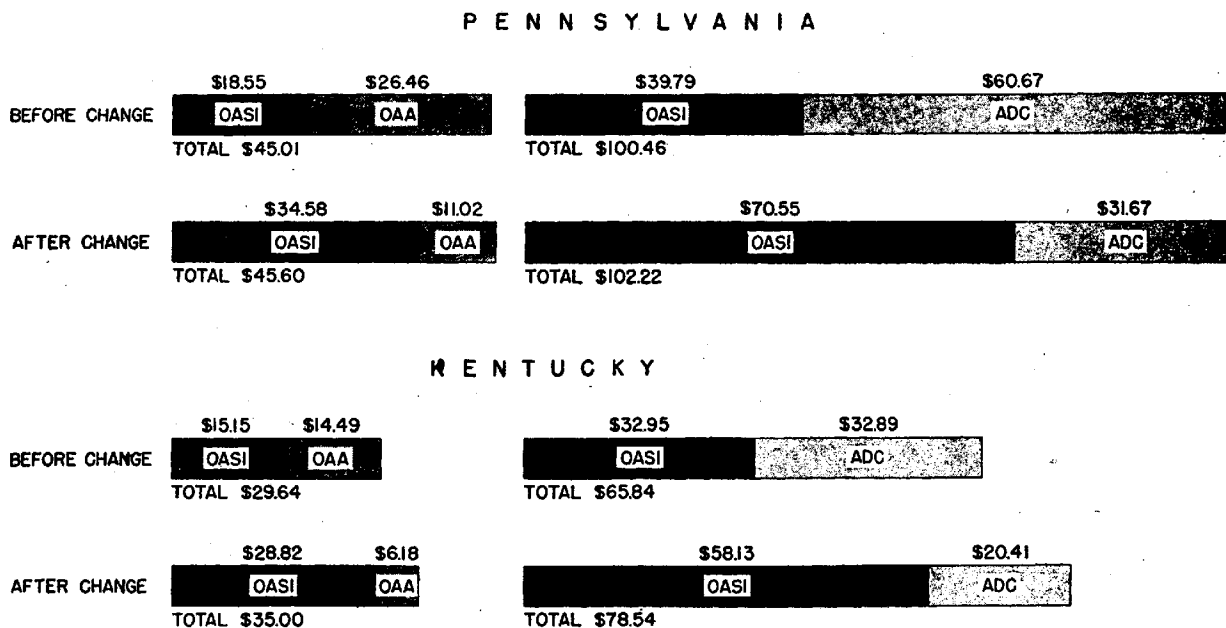 PENNSYLVANIA
$18.55 $26.46 $39.79 $60.67
BEFORE CHANGE OASI OAA OASI ADC
TOTAL $45.01 TOTAL $100.46
$34.58 $11.02 $70.55 $31.67
AFTER CHANGE OASI OAA OASI ADC
TOTAL $45.60 TOTAL $102.22
KENTUCKY
$15.15 $14.49 $32.95 $32.89
BEFORE CHANGE OASI OAA OASI ADC
TOTAL $29.64 TOTAL $65.84
$28.82 $6.18 $58.13 $20.41
AFTER CHANGE OASI OAA OASI ADC
TOTAL $35.00 TOTAL $78.54